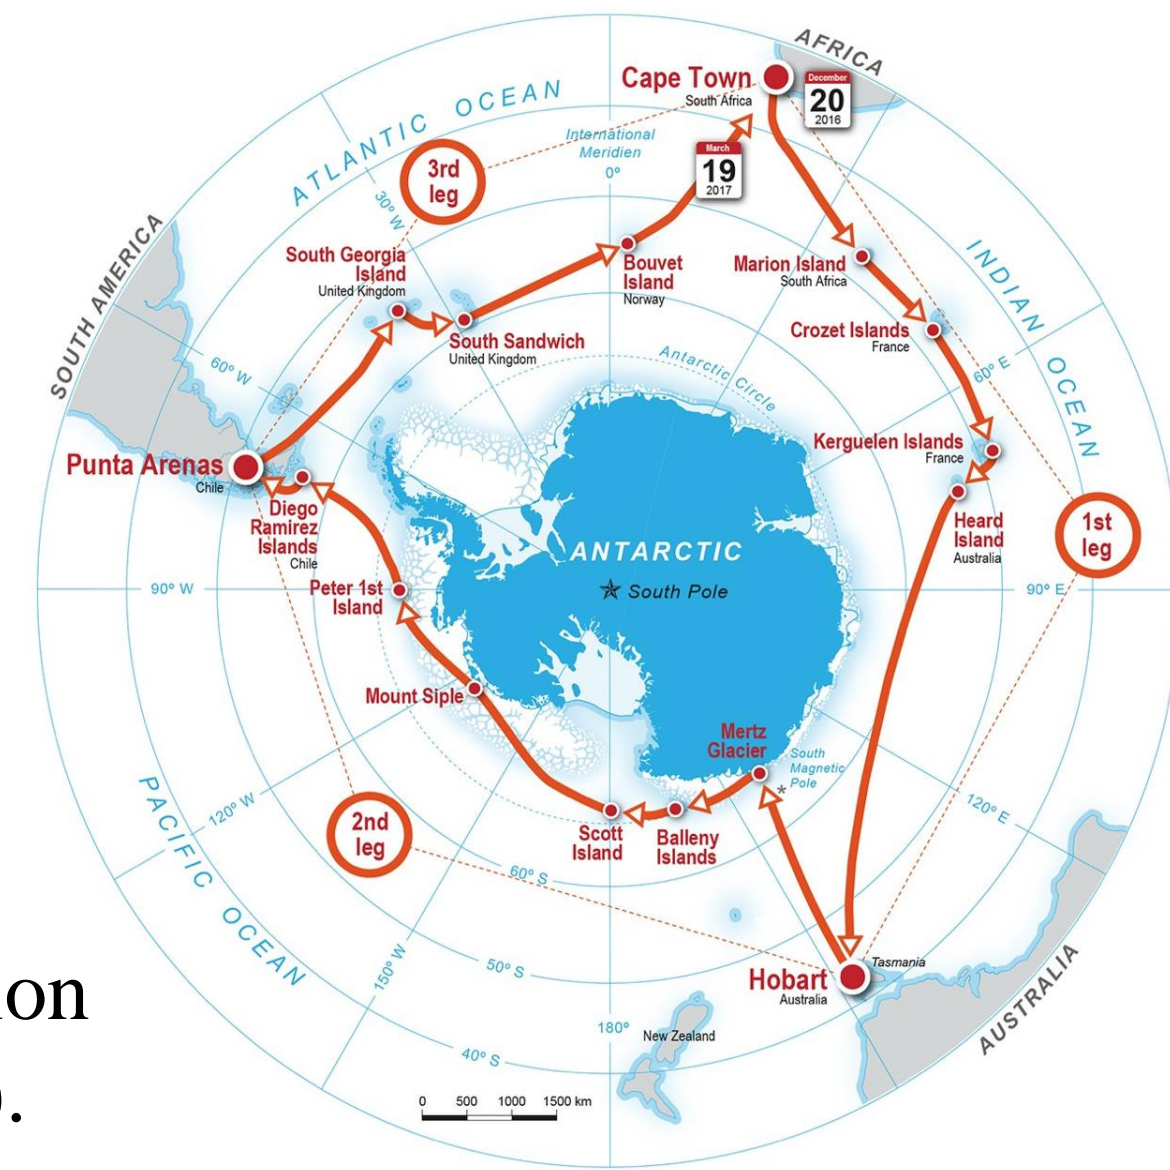 AFRICA
Cape Town
South Africa
December
20
2016
ATLANTIC OCEAN
International
Meridien
0°
March
19
2017
3rd
leg
30° W
SOUTH AMERICA
South Georgia
Island
United Kingdom
Bouvet
Island
Norway
Marion Island
South Africa
INDIAN OCEAN
Crozet Islands
France
South Sandwich
United Kingdom
Antarctic Circle
60° W
60° E
Kerguelen Islands
France
Punta Arenas
Chile
Diego
Ramirez
Islands
Chile
Heard
Island
Australia
1st
leg
ANTARCTIC
South Pole
90° W
90° E
Peter 1st
Island
Mount Siple
Mertz
Glacier
South
Magnetic
Pole
*
PACIFIC OCEAN
120° W
120° E
2nd
leg
Scott
Island
Balleny
Islands
60° S
50° S
150° W
Hobart
Australia
Tasmania
AUSTRALIA
180°
New Zealand
40° S
0 500 1000 1500 km
.